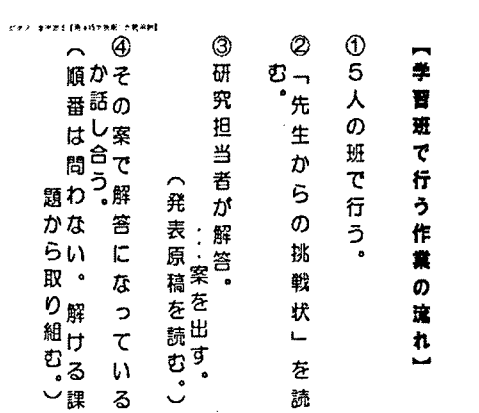 【学習班で行う作業の流れ】
①５人の班で行う。
②「先生からの挑戦状」を読
む。
③研究担当者が解答。
…案を出す。
（発表原稿を読む。）
④その案で解答になっている
か話し合う。
（順番は問わない。解ける課
題から取り組む。）